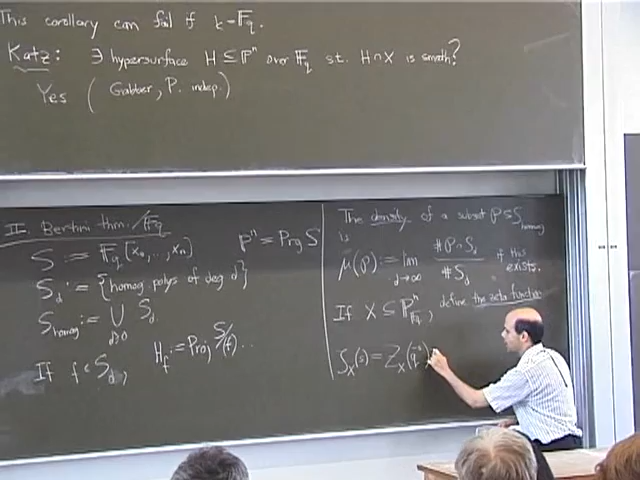 This corollary can fail if k = F_q.
Katz: ∃ hypersurface H ⊆ P^n over F_q s.t. H ∩ X is smooth?
Yes (Gabber, P. indep.)
II. Bertini thm. / F_q
S := F_q[x_0, ..., x_n]
P^n = Proj S
S_d := {homog. polys of deg d}
S_homog := ∪_{d≥0} S_d
If f ∈ S_d, H_f := Proj S/(f) ...
The density of a subset P ⊆ S_homog
is
μ(P) := lim_{d→∞} #P∩S_d / #S_d if this exists.
If X ⊆ P^n_{F_q}, define the zeta function
ζ_X(s) = Z_X(q^{-s})